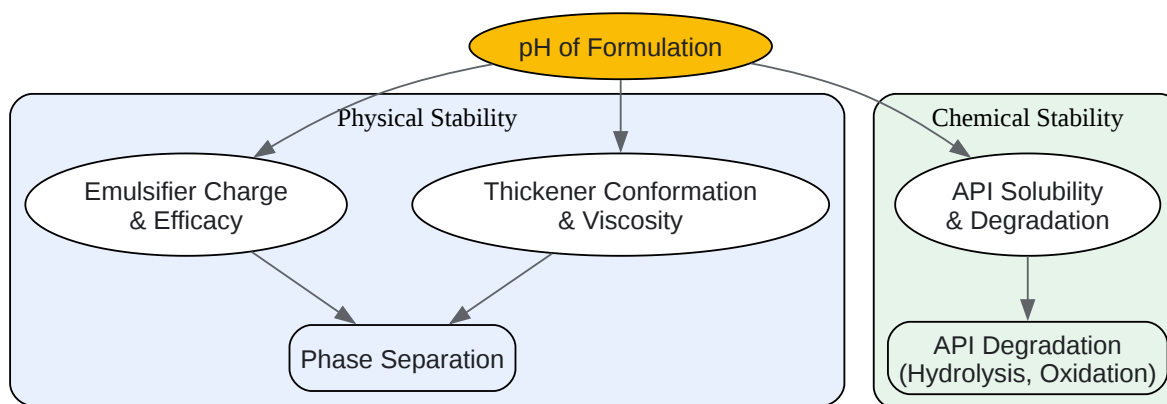 pH of Formulation
Physical Stability
Chemical Stability
Emulsifier Charge
& Efficacy
Thickener Conformation
& Viscosity
API Solubility
& Degradation
Phase Separation
API Degradation
(Hydrolysis, Oxidation)